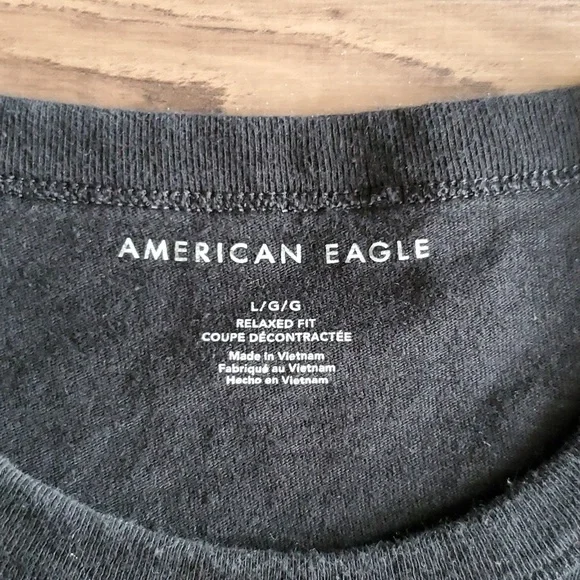 AMERICAN EAGLE
L/G/G
RELAXED FIT
COUPE DÉCONTRACTÉE
Made in Vietnam
Fabriqué au Vietnam
Hecho en Vietnam